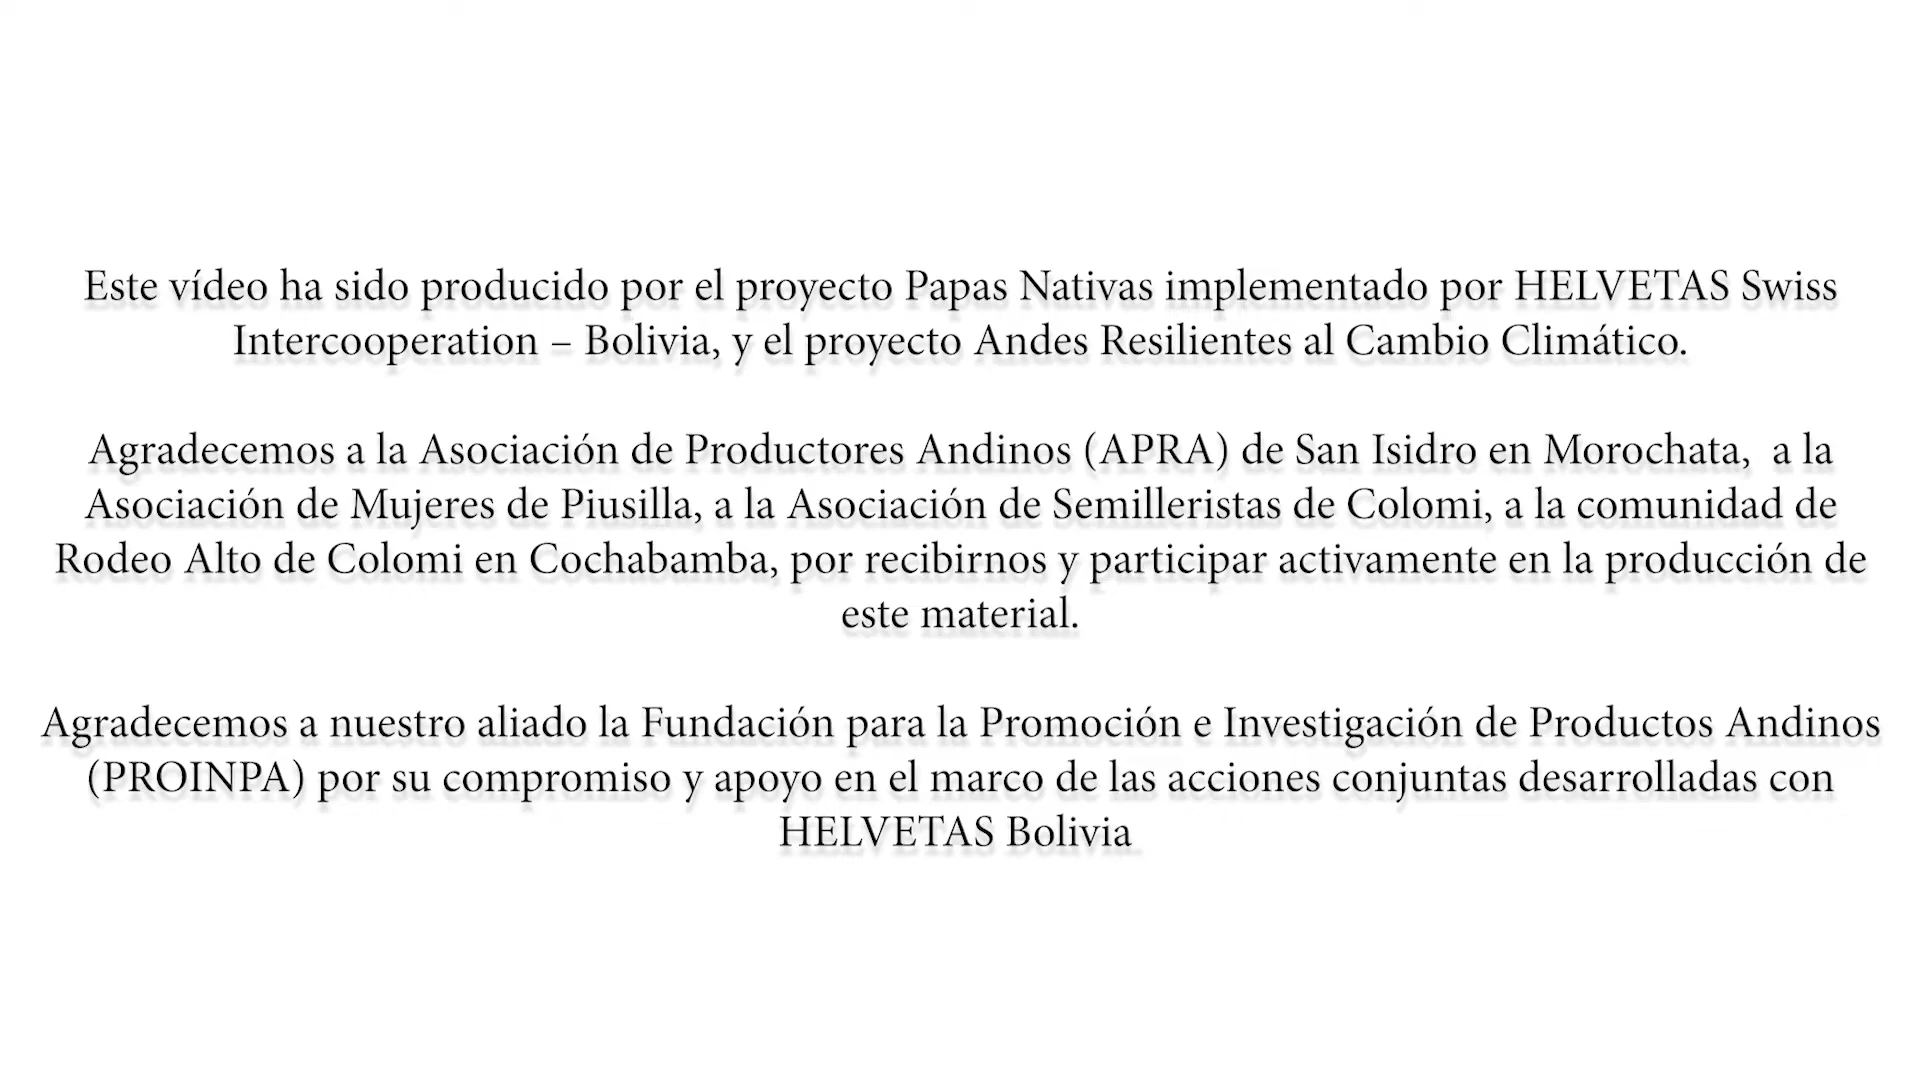 Este vídeo ha sido producido por el proyecto Papas Nativas implementado por HELVETAS Swiss
Intercooperation – Bolivia, y el proyecto Andes Resilientes al Cambio Climático.
Agradecemos a la Asociación de Productores Andinos (APRA) de San Isidro en Morochata,  a la
Asociación de Mujeres de Piusilla, a la Asociación de Semilleristas de Colomi, a la comunidad de
Rodeo Alto de Colomi en Cochabamba, por recibirnos y participar activamente en la producción de
este material.
Agradecemos a nuestro aliado la Fundación para la Promoción e Investigación de Productos Andinos
(PROINPA) por su compromiso y apoyo en el marco de las acciones conjuntas desarrolladas con
HELVETAS Bolivia